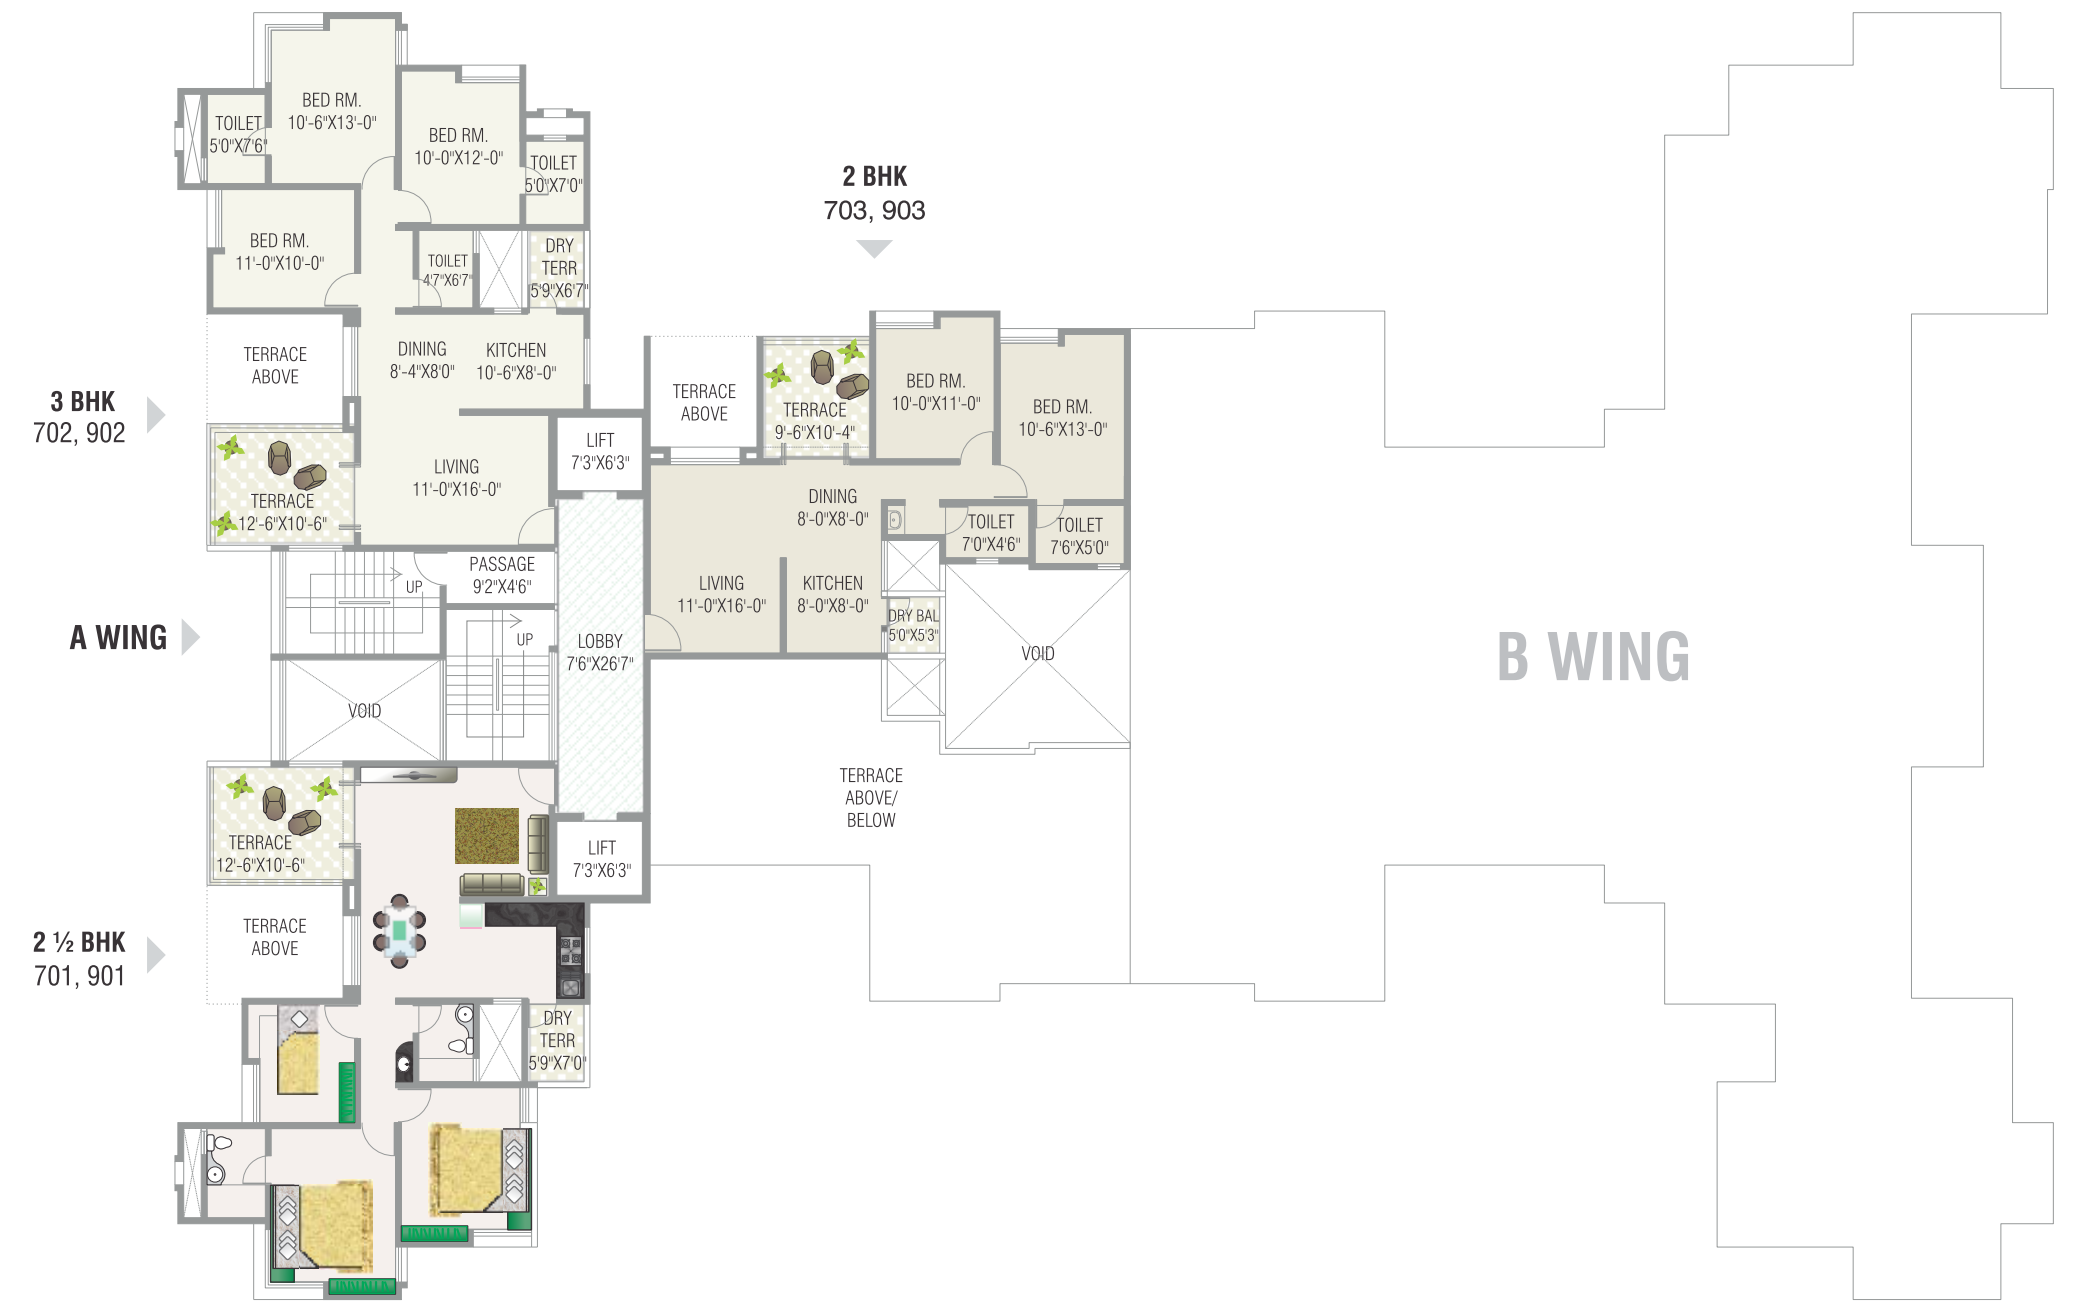 BED RM.
10'-6"X13'-0"
TOILET
5'0"X7'6"
BED RM.
10'-0"X12'-0"
TOILET
5'0"X7'0"
BED RM.
11'-0"X10'-0"
TOILET
4'7"X6'7"
DRY
TERR
5'9"X6'7"
TERRACE
ABOVE
DINING
8'-4"X8'0"
KITCHEN
10'-6"X8'-0"
3 BHK
702, 902
LIVING
11'-0"X16'-0"
TERRACE
12'-6"X10'-6"
LIFT
7'3"X6'3"
PASSAGE
9'2"X4'6"
UP
UP
A WING
LOBBY
7'6"X26'7"
VOID
2 BHK
703, 903
TERRACE
ABOVE
TERRACE
9'-6"X10'-4"
BED RM.
10'-0"X11'-0"
BED RM.
10'-6"X13'-0"
DINING
8'-0"X8'-0"
TOILET
7'0"X4'6"
TOILET
7'6"X5'0"
LIVING
11'-0"X16'-0"
KITCHEN
8'-0"X8'-0"
DRY BAL
5'0"X5'3"
VOID
B WING
TERRACE
ABOVE/
BELOW
TERRACE
12'-6"X10'-6"
LIFT
7'3"X6'3"
TERRACE
ABOVE
2 ½ BHK
701, 901
DRY
TERR
5'9"X7'0"